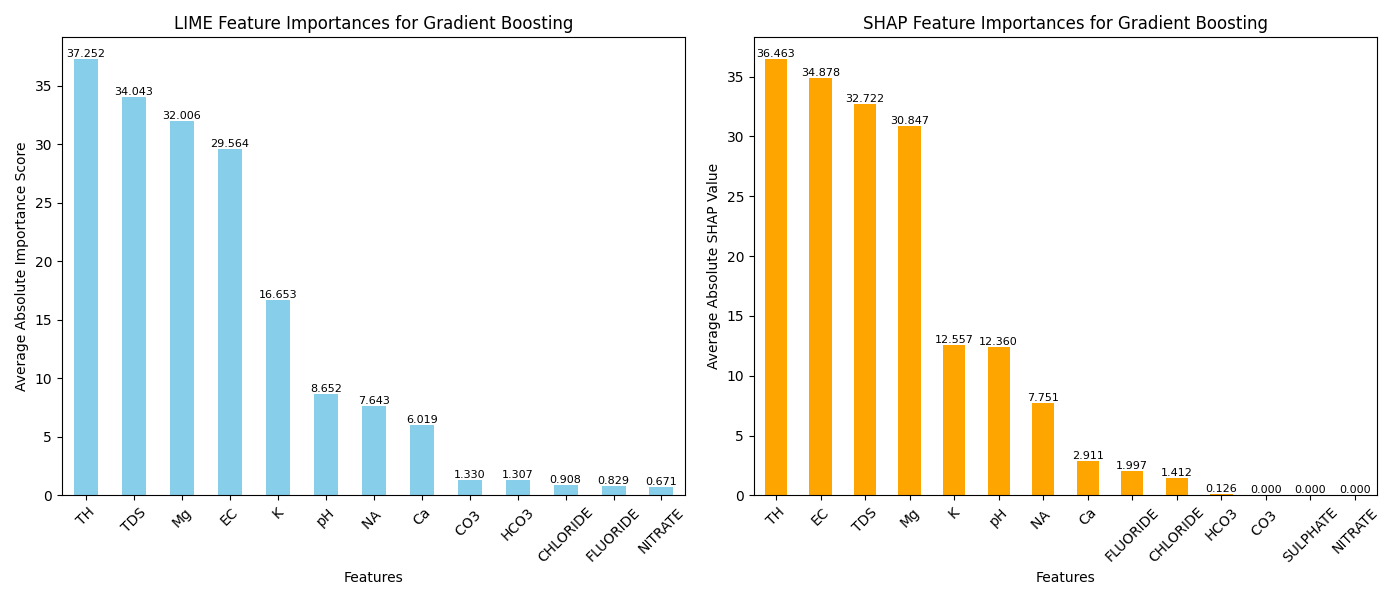 LIME Feature Importances for Gradient Boosting
Average Absolute Importance Score
35
30
25
20
15
10
5
0
37.252
34.043
32.006
29.564
16.653
8.652
7.643
6.019
1.330
1.307
0.908
0.829
0.671
TH
TDS
Mg
EC
K
pH
NA
Ca
CO3
HCO3
CHLORIDE
FLUORIDE
NITRATE
Features
SHAP Feature Importances for Gradient Boosting
Average Absolute SHAP Value
35
30
25
20
15
10
5
0
36.463
34.878
32.722
30.847
12.557
12.360
7.751
2.911
1.997
1.412
0.126
0.000
0.000
0.000
TH
EC
TDS
Mg
K
pH
NA
Ca
FLUORIDE
CHLORIDE
HCO3
CO3
SULPHATE
NITRATE
Features